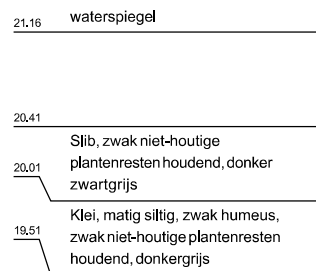 21.16 waterspiegel
20.41
Slib, zwak niet-houtige
20.01 plantenresten houdend, donker
zwartgrijs
Klei, matig siltig, zwak humeus,
19.51 zwak niet-houtige plantenresten
houdend, donkergrijs